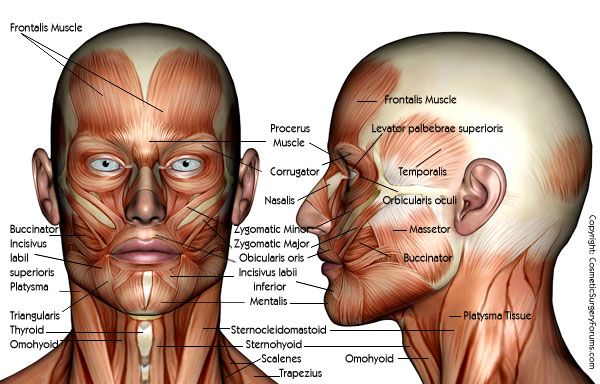 Frontalis Muscle
Frontalis Muscle
Procerus
Muscle
Levator palbebrae superioris
Corrugator
Temporalis
Nasalis
Orbicularis oculi
Buccinator
Zygomatic Minor
Massetor
Incisivus
labil
superioris
Zygomatic Major
Obicularis oris
Buccinator
Incisivus labii
inferior
Platysma
Mentalis
Triangularis
Platysma Tissue
Thyroid
Sternocleidomastoid
Omohyoid
Sternohyoid
Scalenes
Omohyoid
Trapezius
Copyright: CosmeticSurgeryForums.com